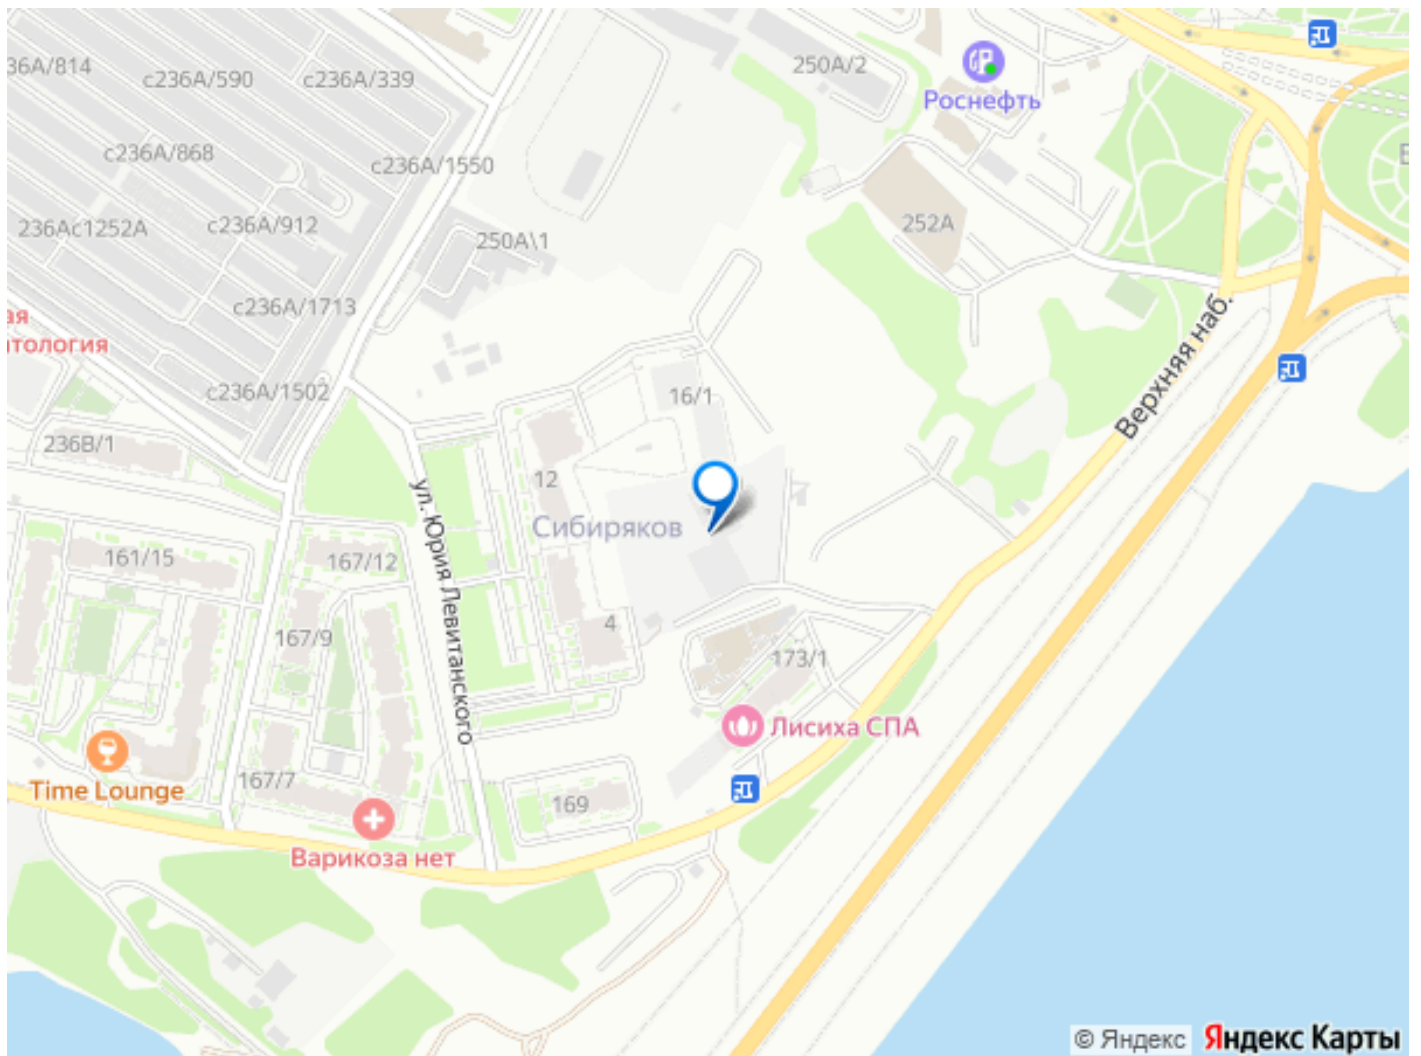 36А/814
с236А/590
с236А/339
250А/2
Роснефть
с236А/868
с236А/1550
236Ас1252А
с236А/912
250А\1
252А
с236А/1713
ая
тология
с236А/1502
16/1
Верхняя наб.
236В/1
12
ул. Юрия Левитанского
Сибиряков
161/15
167/12
167/9
4
173/1
Лисиха СПА
Time Lounge
167/7
169
Варикоза нет
© Яндекс
Яндекс Карты